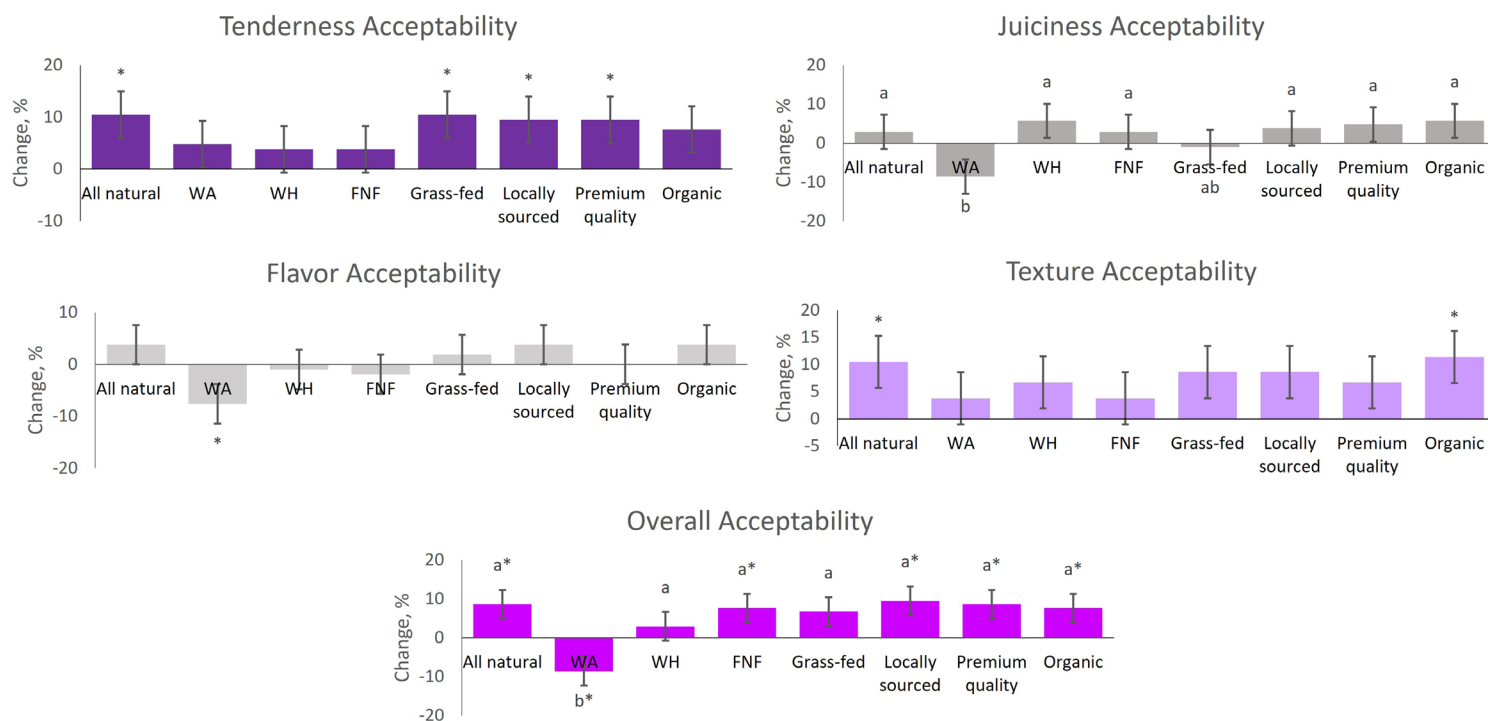 Tenderness Acceptability
Change, %
20
10
0
-10
* * * *
All natural WA WH FNF Grass-fed Locally Premium Organic
sourced quality
Juiciness Acceptability
Change, %
20
10
0
-10
-20
a a a a a a
All natural WA WH FNF Grass-fed Locally Premium Organic
b ab sourced quality
Flavor Acceptability
Change, %
10
0
-10
-20
All natural WA WH FNF Grass-fed Locally Premium Organic
sourced quality
*
Texture Acceptability
Change, %
20
15
10
5
0
-5
* *
All natural WA WH FNF Grass-fed Locally Premium Organic
sourced quality
Overall Acceptability
Change, %
20
10
0
-10
-20
a* a a* a a* a* a*
All natural WA WH FNF Grass-fed Locally Premium Organic
sourced quality
b*